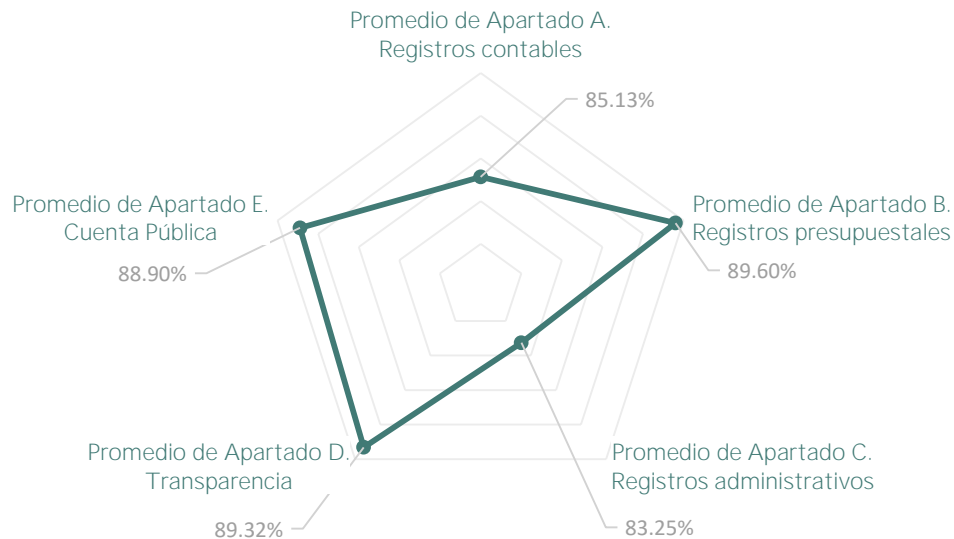 Promedio de Apartado A.
Registros contables
85.13%
Promedio de Apartado B.
Registros presupuestales
89.60%
Promedio de Apartado C.
Registros administrativos
83.25%
Promedio de Apartado D.
Transparencia
89.32%
Promedio de Apartado E.
Cuenta Pública
88.90%